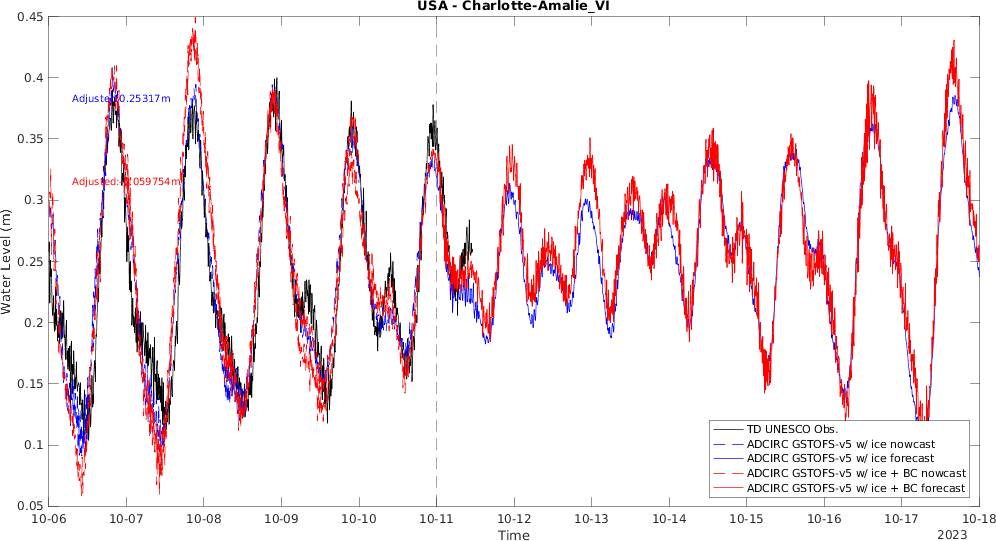 USA - Charlotte-Amalie_VI
0.45
0.4
0.35
0.3
0.25
0.2
0.15
0.1
0.05
Water Level (m)
Adjusted:0.25317m
TD UNESCO Obs.
ADCIRC GSTOFS-v5 w/ ice nowcast
ADCIRC GSTOFS-v5 w/ ice forecast
ADCIRC GSTOFS-v5 w/ ice + BC nowcast
ADCIRC GSTOFS-v5 w/ ice + BC forecast
10-06 10-07 10-08 10-09 10-10 10-11 10-12 10-13 10-14 10-15 10-16 10-17 10-18
Time
2023